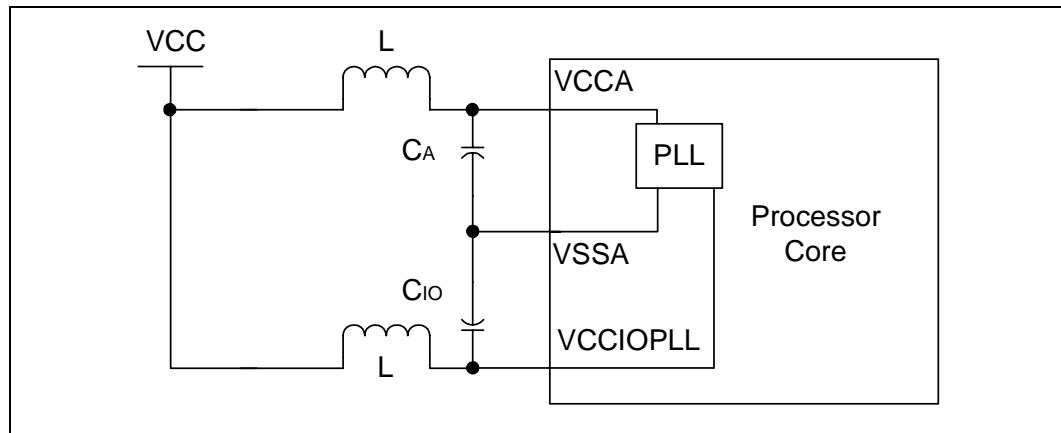 VCC
L
VCCA
CA
PLL
Processor
Core
VSSA
CIO
VCCIOPLL
L